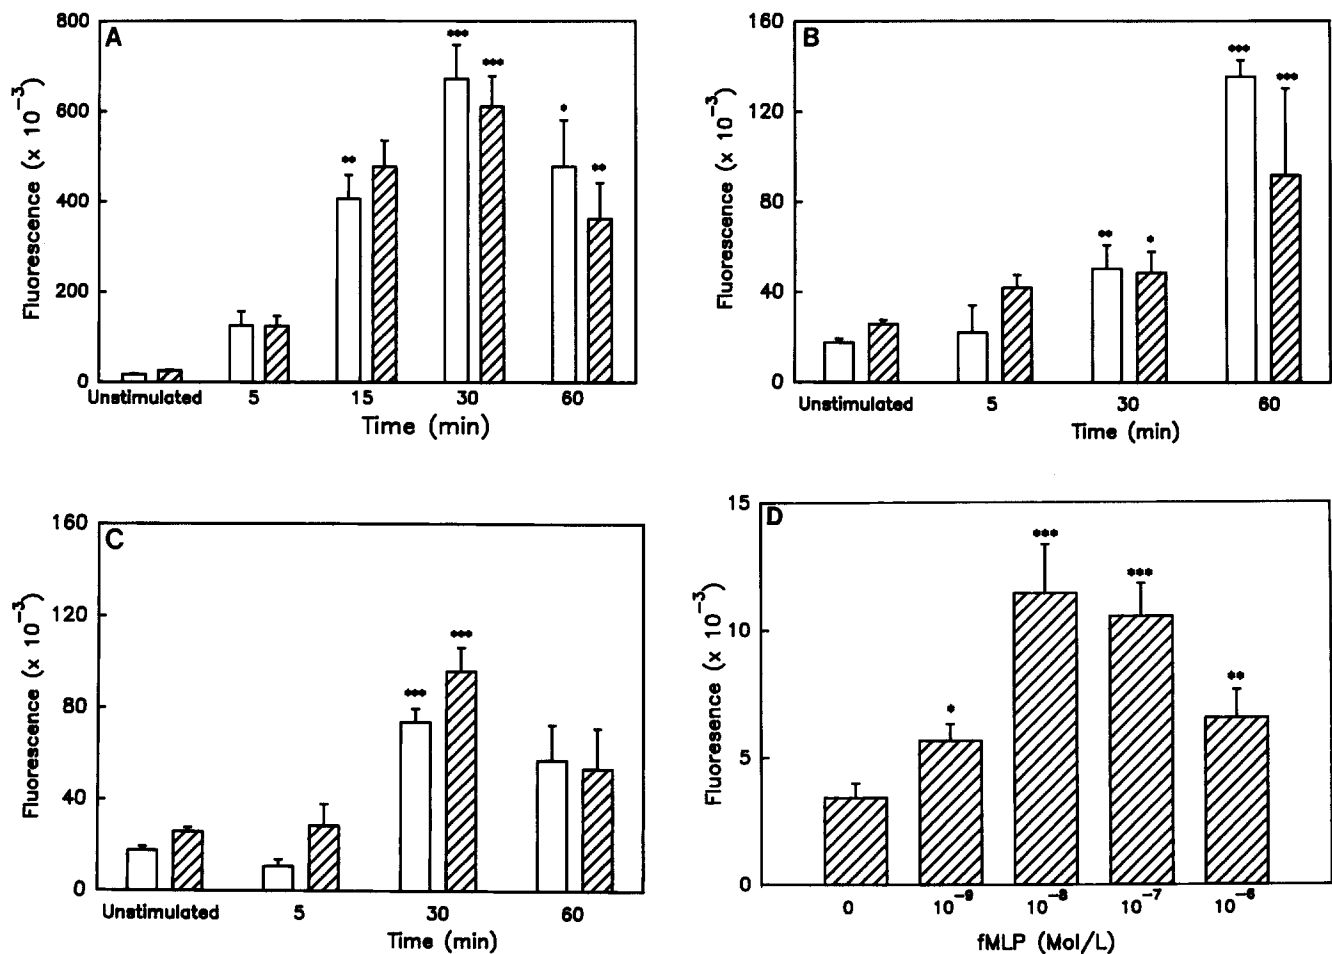 A
Fluorescence (x 10⁻³)
800
600
400
200
0
***
***
**
*
**
Unstimulated 5 15 30 60
Time (min)
B
Fluorescence (x 10⁻³)
160
120
80
40
0
***
***
**
*
Unstimulated 5 30 60
Time (min)
C
Fluorescence (x 10⁻³)
160
120
80
40
0
***
***
Unstimulated 5 30 60
Time (min)
D
Fluoresence (x 10⁻³)
15
10
5
0
***
***
**
*
0 10⁻⁹ 10⁻⁸ 10⁻⁷ 10⁻⁶
fMLP (Mol/L)